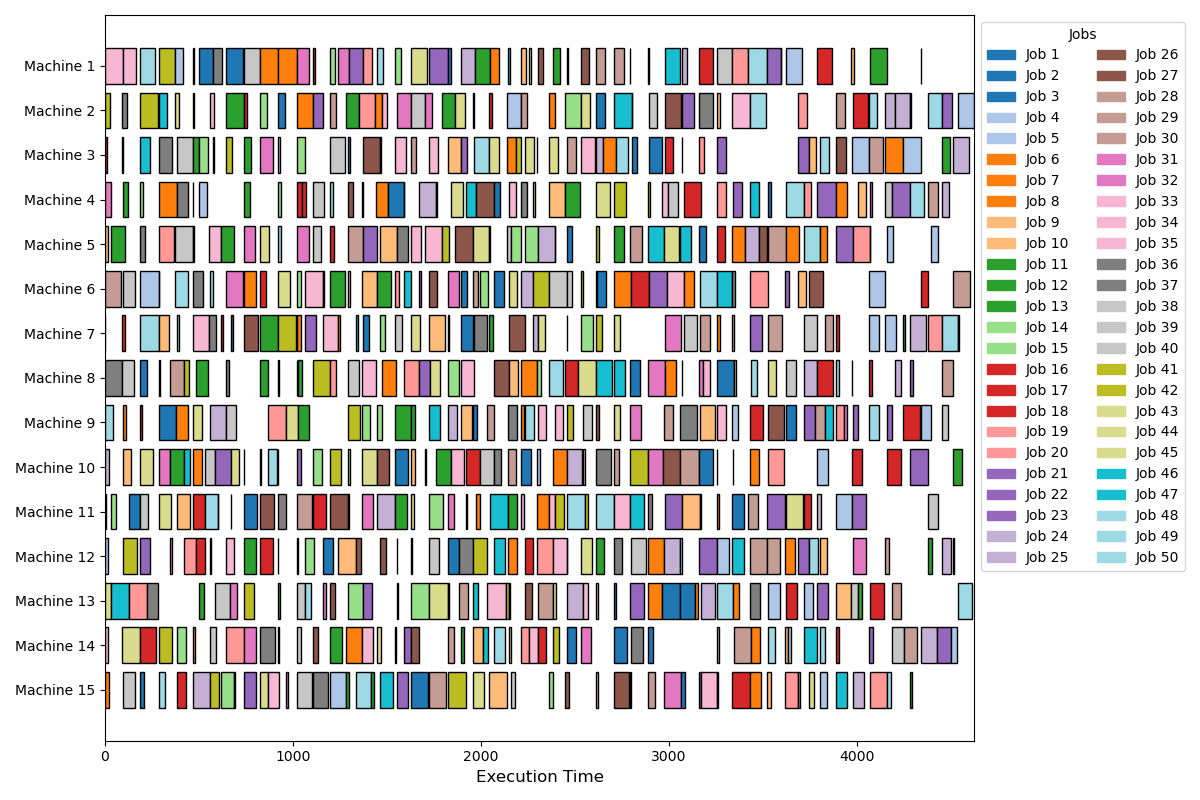 Machine 1
Machine 2
Machine 3
Machine 4
Machine 5
Machine 6
Machine 7
Machine 8
Machine 9
Machine 10
Machine 11
Machine 12
Machine 13
Machine 14
Machine 15
0 1000 2000 3000 4000
Execution Time
Jobs
Job 1 Job 26
Job 2 Job 27
Job 3 Job 28
Job 4 Job 29
Job 5 Job 30
Job 6 Job 31
Job 7 Job 32
Job 8 Job 33
Job 9 Job 34
Job 10 Job 35
Job 11 Job 36
Job 12 Job 37
Job 13 Job 38
Job 14 Job 39
Job 15 Job 40
Job 16 Job 41
Job 17 Job 42
Job 18 Job 43
Job 19 Job 44
Job 20 Job 45
Job 21 Job 46
Job 22 Job 47
Job 23 Job 48
Job 24 Job 49
Job 25 Job 50